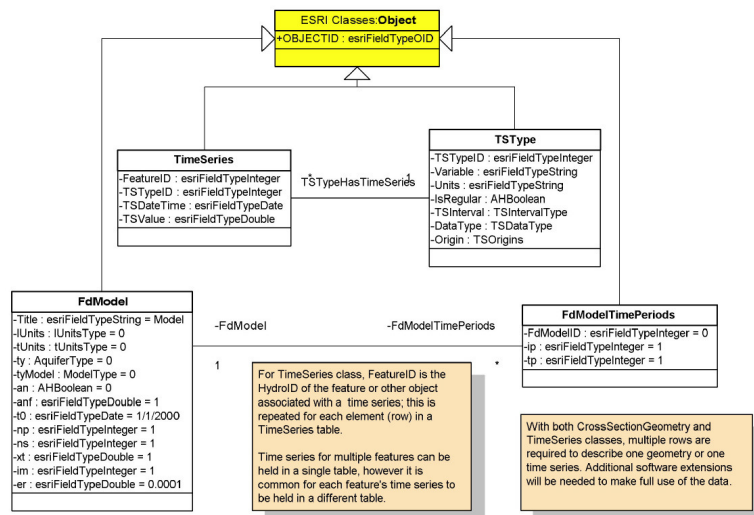 ESRI Classes:Object
+OBJECTID : esriFieldTypeOID
TimeSeries
-FeatureID : esriFieldTypeInteger
-TSTypeID : esriFieldTypeInteger
-TSDateTime : esriFieldTypeDate
-TSValue : esriFieldTypeDouble
TSTypeHasTimeSeries
*
1
TSType
-TSTypeID : esriFieldTypeInteger
-Variable : esriFieldTypeString
-Units : esriFieldTypeString
-IsRegular : AHBoolean
-TSInterval : TSIntervalType
-DataType : TSDataType
-Origin : TSOrigins
FdModel
-Title : esriFieldTypeString = Model
-lUnits : lUnitsType = 0
-tUnits : tUnitsType = 0
-ty : AquiferType = 0
-tyModel : ModelType = 0
-an : AHBoolean = 0
-anf : esriFieldTypeDouble = 1
-t0 : esriFieldTypeDate = 1/1/2000
-np : esriFieldTypeInteger = 1
-ns : esriFieldTypeInteger = 1
-xt : esriFieldTypeDouble = 1
-im : esriFieldTypeInteger = 1
-er : esriFieldTypeDouble = 0.0001
-FdModel
1
-FdModelTimePeriods
*
FdModelTimePeriods
-FdModelID : esriFieldTypeInteger = 0
-ip : esriFieldTypeInteger = 1
-tp : esriFieldTypeInteger = 1
For TimeSeries class, FeatureID is the
HydroID of the feature or other object
associated with a time series; this is
repeated for each element (row) in a
TimeSeries table.
Time series for multiple features can be
held in a single table, however it is
common for each feature's time series to
be held in a different table.
With both CrossSectionGeometry and
TimeSeries classes, multiple rows are
required to describe one geometry or one
time series. Additional software extensions
will be needed to make full use of the data.